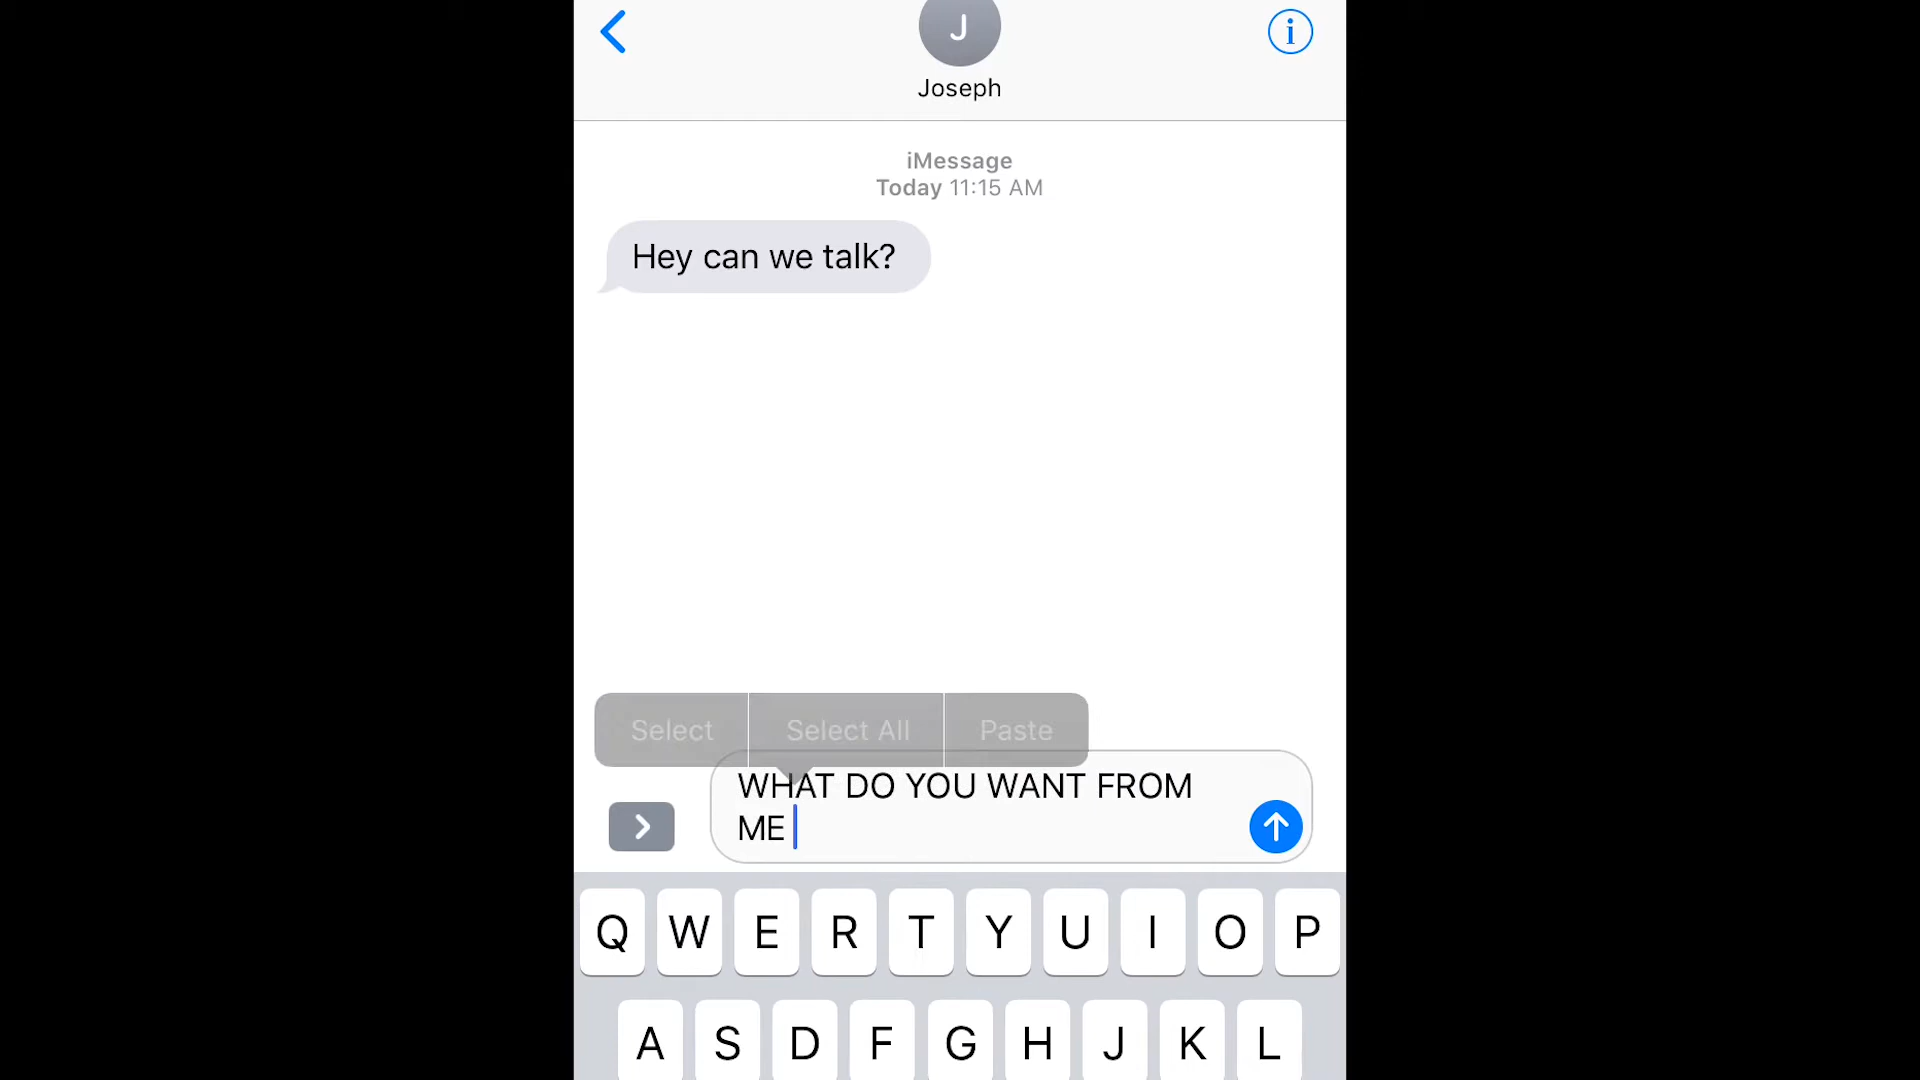 J
Joseph
iMessage
Today 11:15 AM
Hey can we talk?
Select Select All Paste
WHAT DO YOU WANT FROM
ME
Q W E R T Y U I O P
A S D F G H J K L